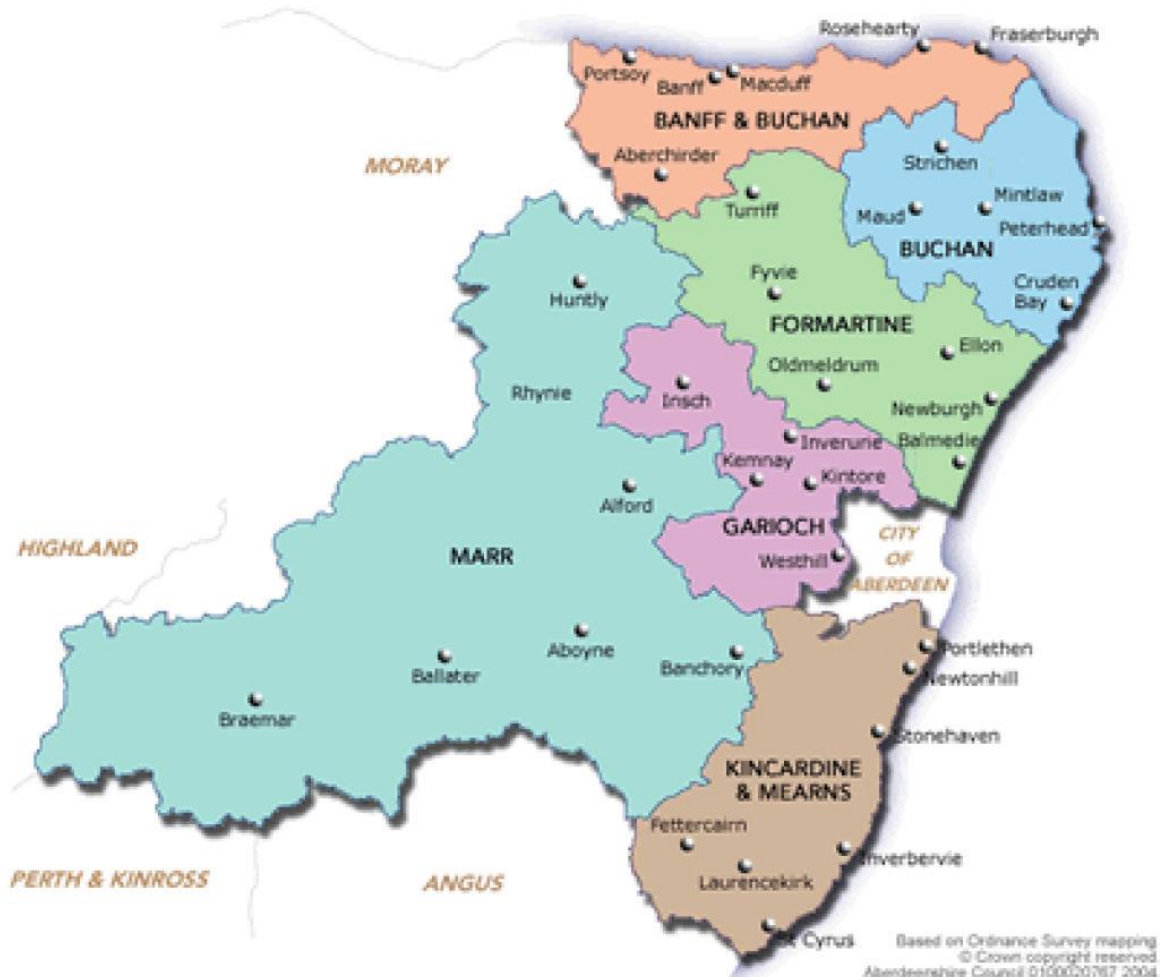 Rosehearty
Fraserburgh
Portsoy
Banff
Macduff
BANFF & BUCHAN
MORAY
Aberchirder
Strichen
Turriff
Maud
Mintlaw
Peterhead
BUCHAN
Huntly
Fyvie
Cruden
Bay
FORMARTINE
Ellon
Rhynie
Insch
Oldmeldrum
Newburgh
Inverurie
Balmedie
Kemnay
Kintore
Alford
GARIOCH
CITY
OF
ABERDEEN
HIGHLAND
MARR
Westhill
Aboyne
Banchory
Portlethen
Ballater
Newtonhill
Braemar
Stonehaven
KINCARDINE
& MEARNS
Fettercairn
Inverbervie
PERTH & KINROSS
ANGUS
Laurencekirk
Cyrus
Based on Ordnance Survey mapping
© Crown copyright reserved
Aberdeenshire Council